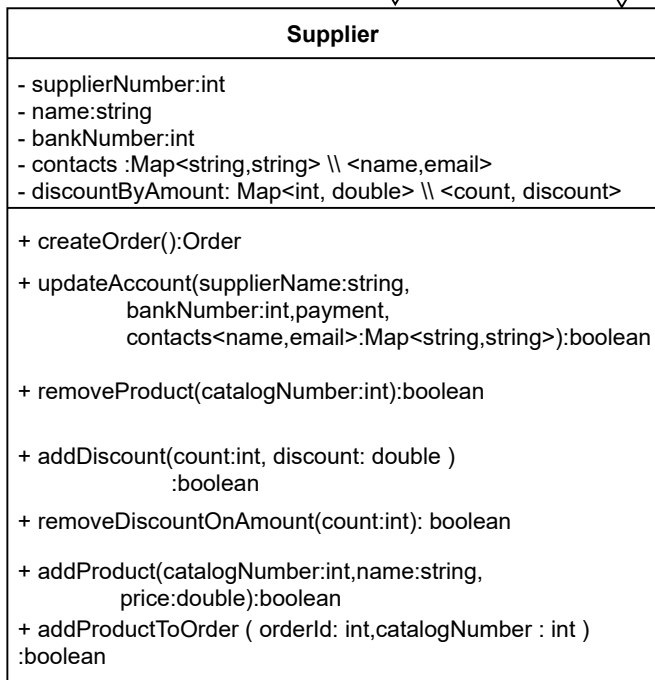 Supplier
- supplierNumber:int
- name:string
- bankNumber:int
- contacts :Map<string,string> \\ <name,email>
- discountByAmount: Map<int, double> \\ <count, discount>
+ createOrder():Order
+ updateAccount(supplierName:string,
bankNumber:int,payment,
contacts<name,email>:Map<string,string>):boolean
+ removeProduct(catalogNumber:int):boolean
+ addDiscount(count:int, discount: double )
:boolean
+ removeDiscountOnAmount(count:int): boolean
+ addProduct(catalogNumber:int,name:string,
price:double):boolean
+ addProductToOrder ( orderId: int,catalogNumber : int )
:boolean